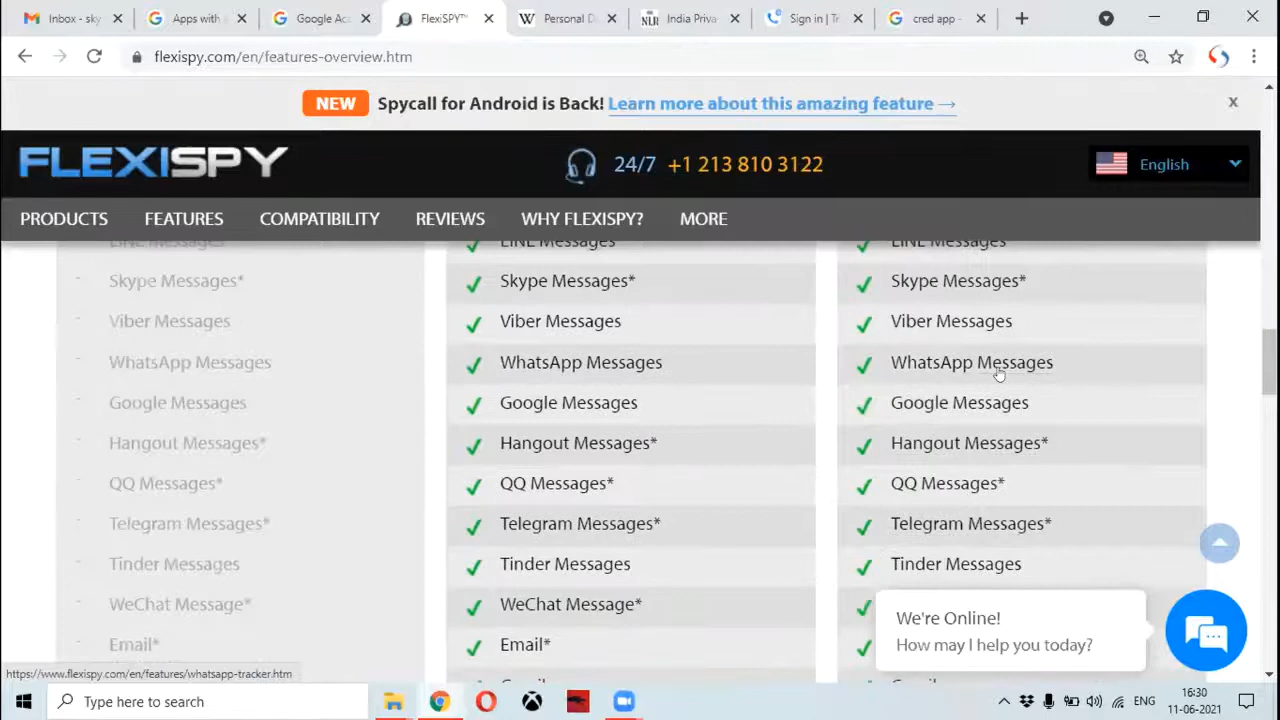 Inbox - sky
Apps with
Google Acc
FlexiSPY™
Personal D
India Priva
Sign in | Tr
cred app -
flexispy.com/en/features-overview.htm
NEW Spycall for Android is Back! Learn more about this amazing feature → x
FLEXISPY 24/7 +1 213 810 3122 English
PRODUCTS FEATURES COMPATIBILITY REVIEWS WHY FLEXISPY? MORE
LINE Messages LINE Messages LINE Messages
Skype Messages* Skype Messages* Skype Messages*
Viber Messages Viber Messages Viber Messages
WhatsApp Messages WhatsApp Messages WhatsApp Messages
Google Messages Google Messages Google Messages
Hangout Messages* Hangout Messages* Hangout Messages*
QQ Messages* QQ Messages* QQ Messages*
Telegram Messages* Telegram Messages* Telegram Messages*
Tinder Messages Tinder Messages Tinder Messages
WeChat Message* WeChat Message*
Email* Email*
We're Online!
How may I help you today?
https://www.flexispy.com/en/features/whatsapp-tracker.htm
Type here to search
ENG
16:30
11-06-2021